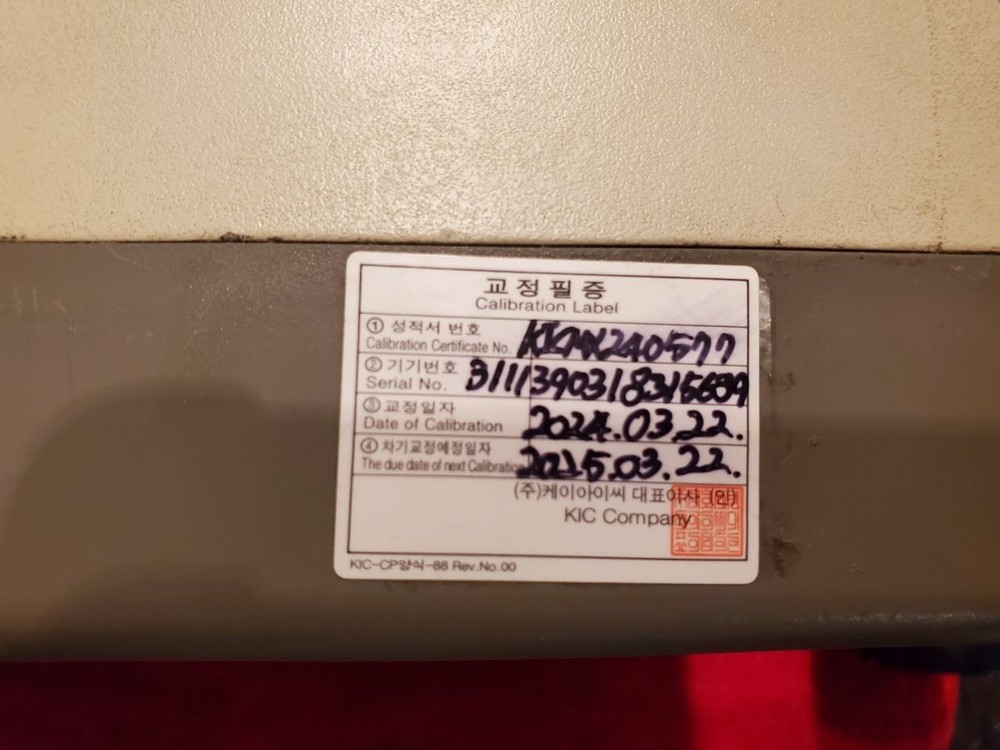 교정필증
Calibration Label
① 성적서 번호
Calibration Certificate No.
② 기기번호
Serial No.
③ 교정일자
Date of Calibration 2024.03.22.
④ 차기교정예정일자
The due date of next Calibration 2025.03.22.
(주)케이아이씨 대표이사 (인)
KIC Company
KIC-CP양식-88 Rev.No.00